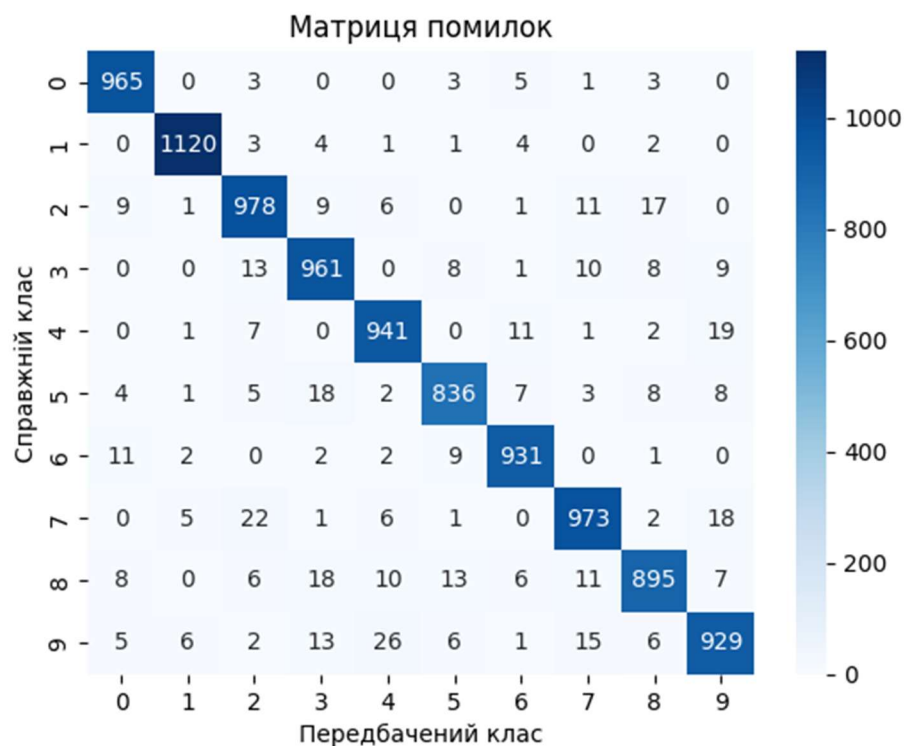 Матриця помилок
0 965 0 3 0 0 3 5 1 3 0
1 0 1120 3 4 1 1 4 0 2 0
2 9 1 978 9 6 0 1 11 17 0
3 0 0 13 961 0 8 1 10 8 9
4 0 1 7 0 941 0 11 1 2 19
5 4 1 5 18 2 836 7 3 8 8
6 11 2 0 2 2 9 931 0 1 0
7 0 5 22 1 6 1 0 973 2 18
8 8 0 6 18 10 13 6 11 895 7
9 5 6 2 13 26 6 1 15 6 929
0 1 2 3 4 5 6 7 8 9
Передбачений клас
Справжній клас
1000
800
600
400
200
0